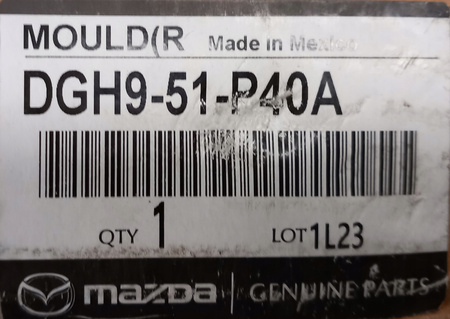 MOULD(R Made in Mexico
DGH9-51-P40A
QTY 1 LOT 1L23
mazda GENUINE PARTS